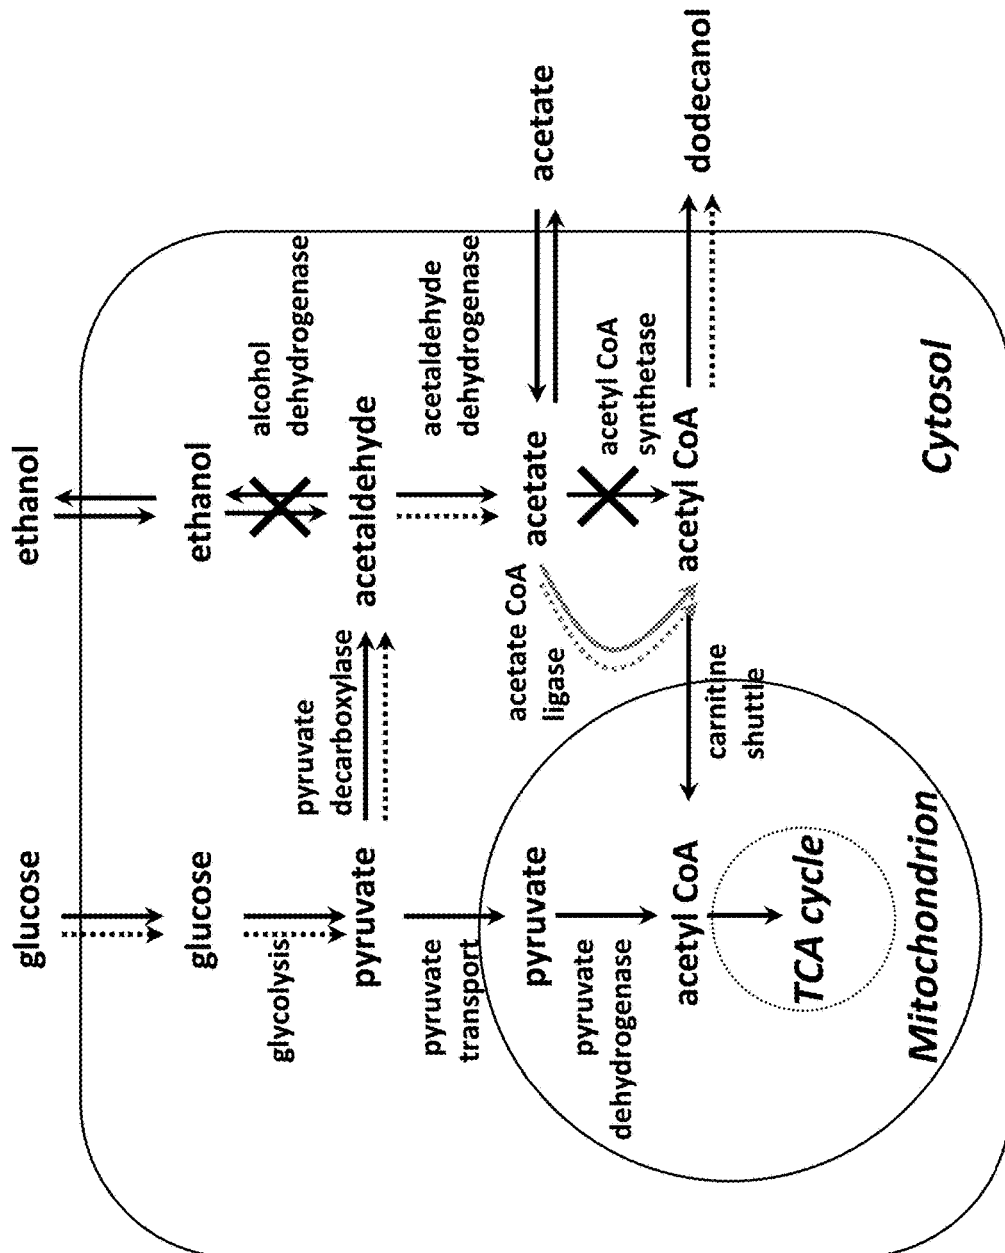 glucose
ethanol
glucose
ethanol
glycolysis
alcohol
dehydrogenase
pyruvate
pyruvate
decarboxylase
acetaldehyde
pyruvate
transport
acetaldehyde
dehydrogenase
pyruvate
acetate CoA
ligase
acetate
acetate
pyruvate
dehydrogenase
acetyl CoA
synthetase
acetyl CoA
carnitine
shuttle
acetyl CoA
dodecanol
TCA cycle
Mitochondrion
Cytosol